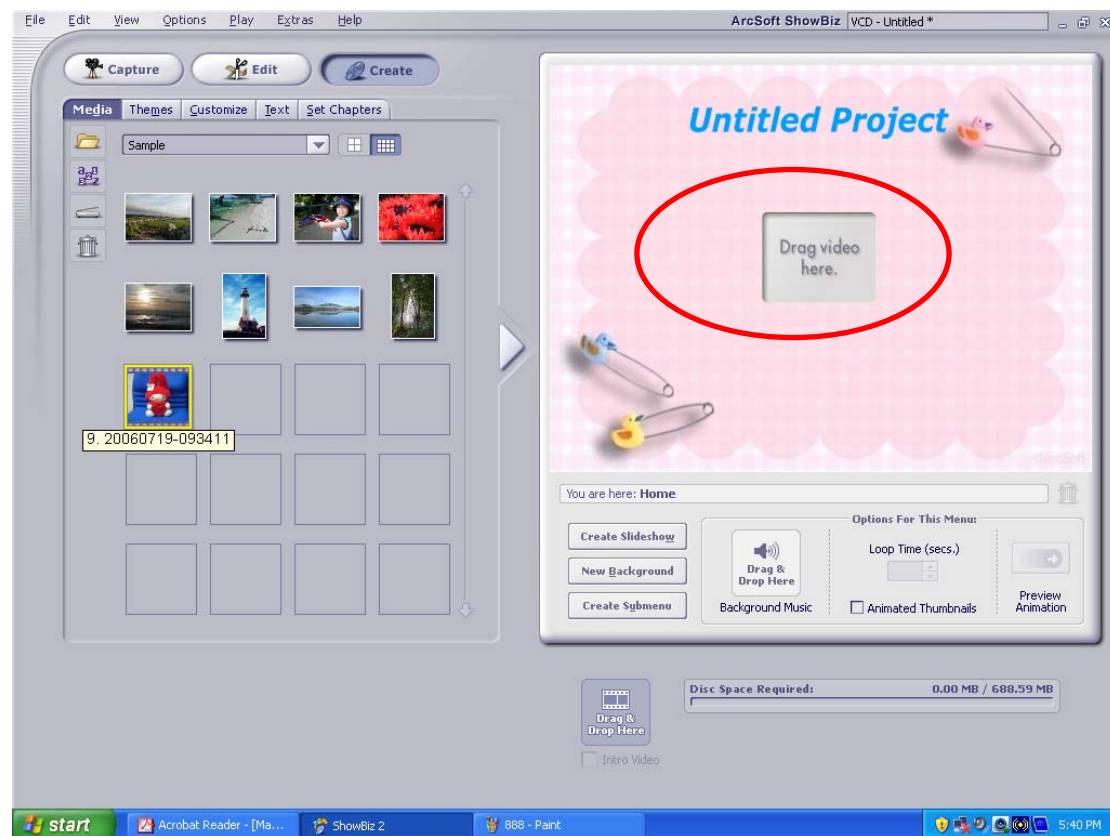 File Edit View Options Play Extras Help
ArcSoft ShowBiz VCD - Untitled *
Capture Edit Create
Media Themes Customize Text Set Chapters
Sample
Untitled Project
Drag video
here.
9. 20060719-093411
©ArcSoft
You are here: Home
Create Slideshow
New Background
Create Submenu
Drag &
Drop Here
Background Music
Options For This Menu:
Loop Time (secs.)
Animated Thumbnails
Preview
Animation
Drag &
Drop Here
Intro Video
Disc Space Required: 0.00 MB / 688.59 MB
start Acrobat Reader - [Ma... ShowBiz 2 888 - Paint 5:40 PM